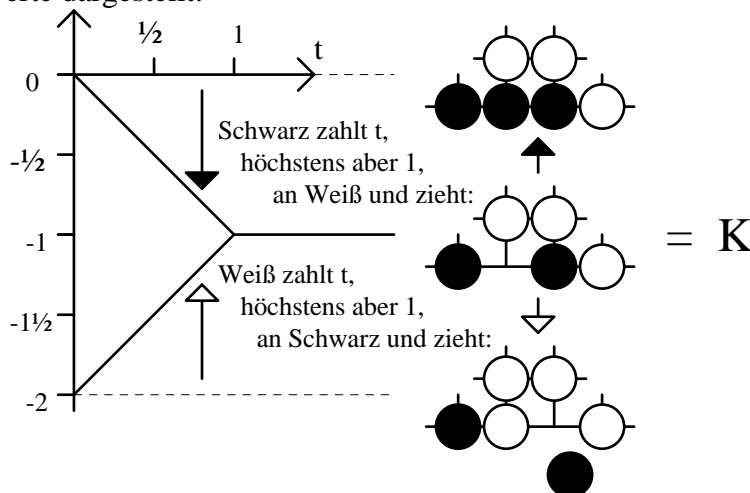 erte dargestellt.
½ 1 t
0
Schwarz zahlt t,
höchstens aber 1,
an Weiß und zieht:
-½
-1
= K
Weiß zahlt t,
höchstens aber 1,
an Schwarz und zieht:
-1½
-2